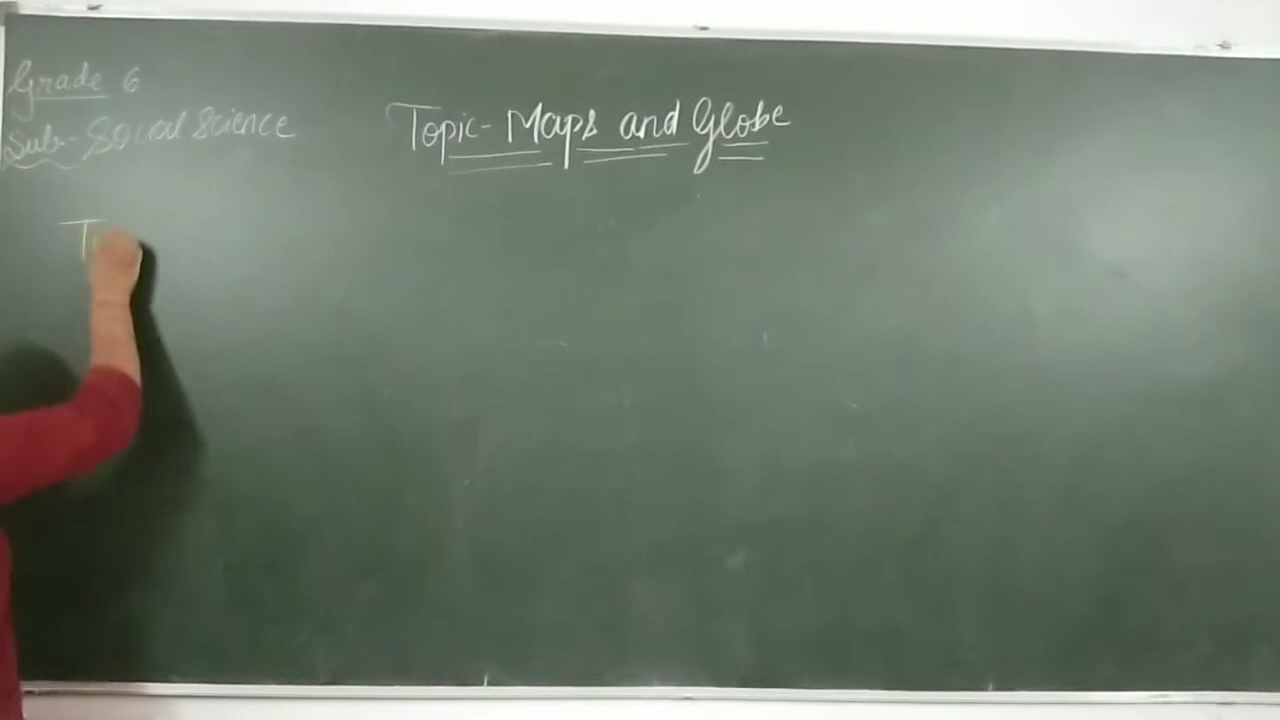 Grade 6
Sub:- Social Science
Topic- Maps and Globe
T